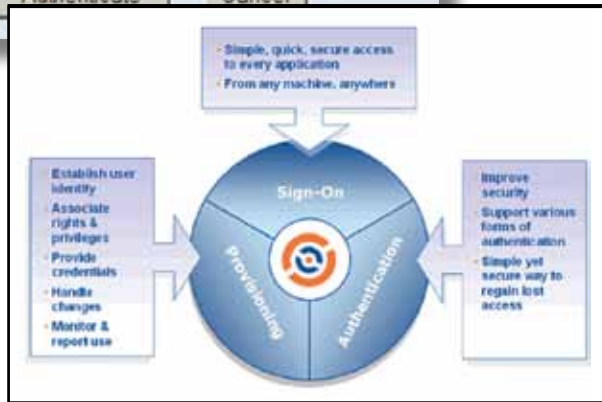 Authenticate Cancel
Simple, quick, secure access
to every application
From any machine, anywhere
Establish user
identity
Associate
rights &
privileges
Provide
credentials
Handle
changes
Monitor &
report use
Sign-On
Provisioning
Authentication
Improve
security
Support various
forms of
authentication
Simple yet
secure way to
regain lost
access